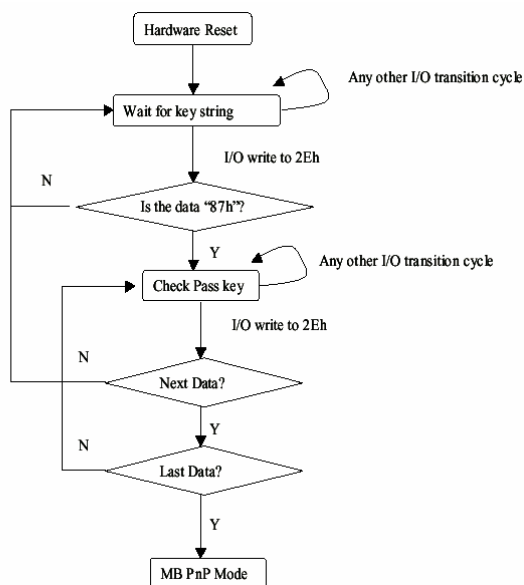 Hardware Reset
Any other I/O transition cycle
Wait for key string
I/O write to 2Eh
N
Is the data “87h”?
Y
Any other I/O transition cycle
Check Pass key
I/O write to 2Eh
N
Next Data?
Y
N
Last Data?
Y
MB PnP Mode